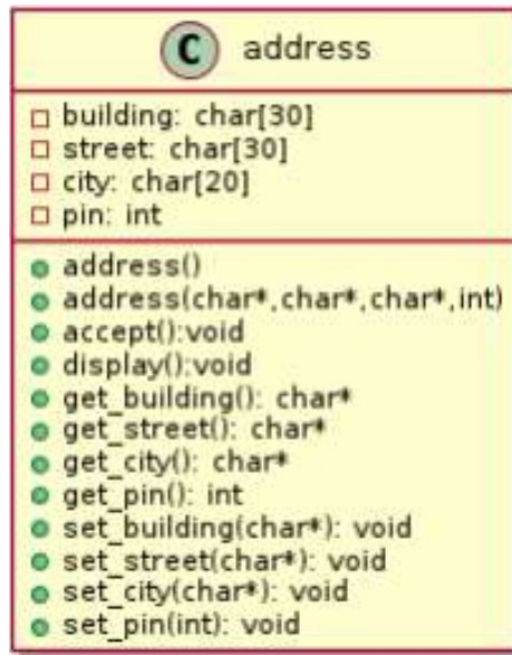 C address
building: char[30]
street: char[30]
city: char[20]
pin: int
address()
address(char*,char*,char*,int)
accept():void
display():void
get_building(): char*
get_street(): char*
get_city(): char*
get_pin(): int
set_building(char*): void
set_street(char*): void
set_city(char*): void
set_pin(int): void